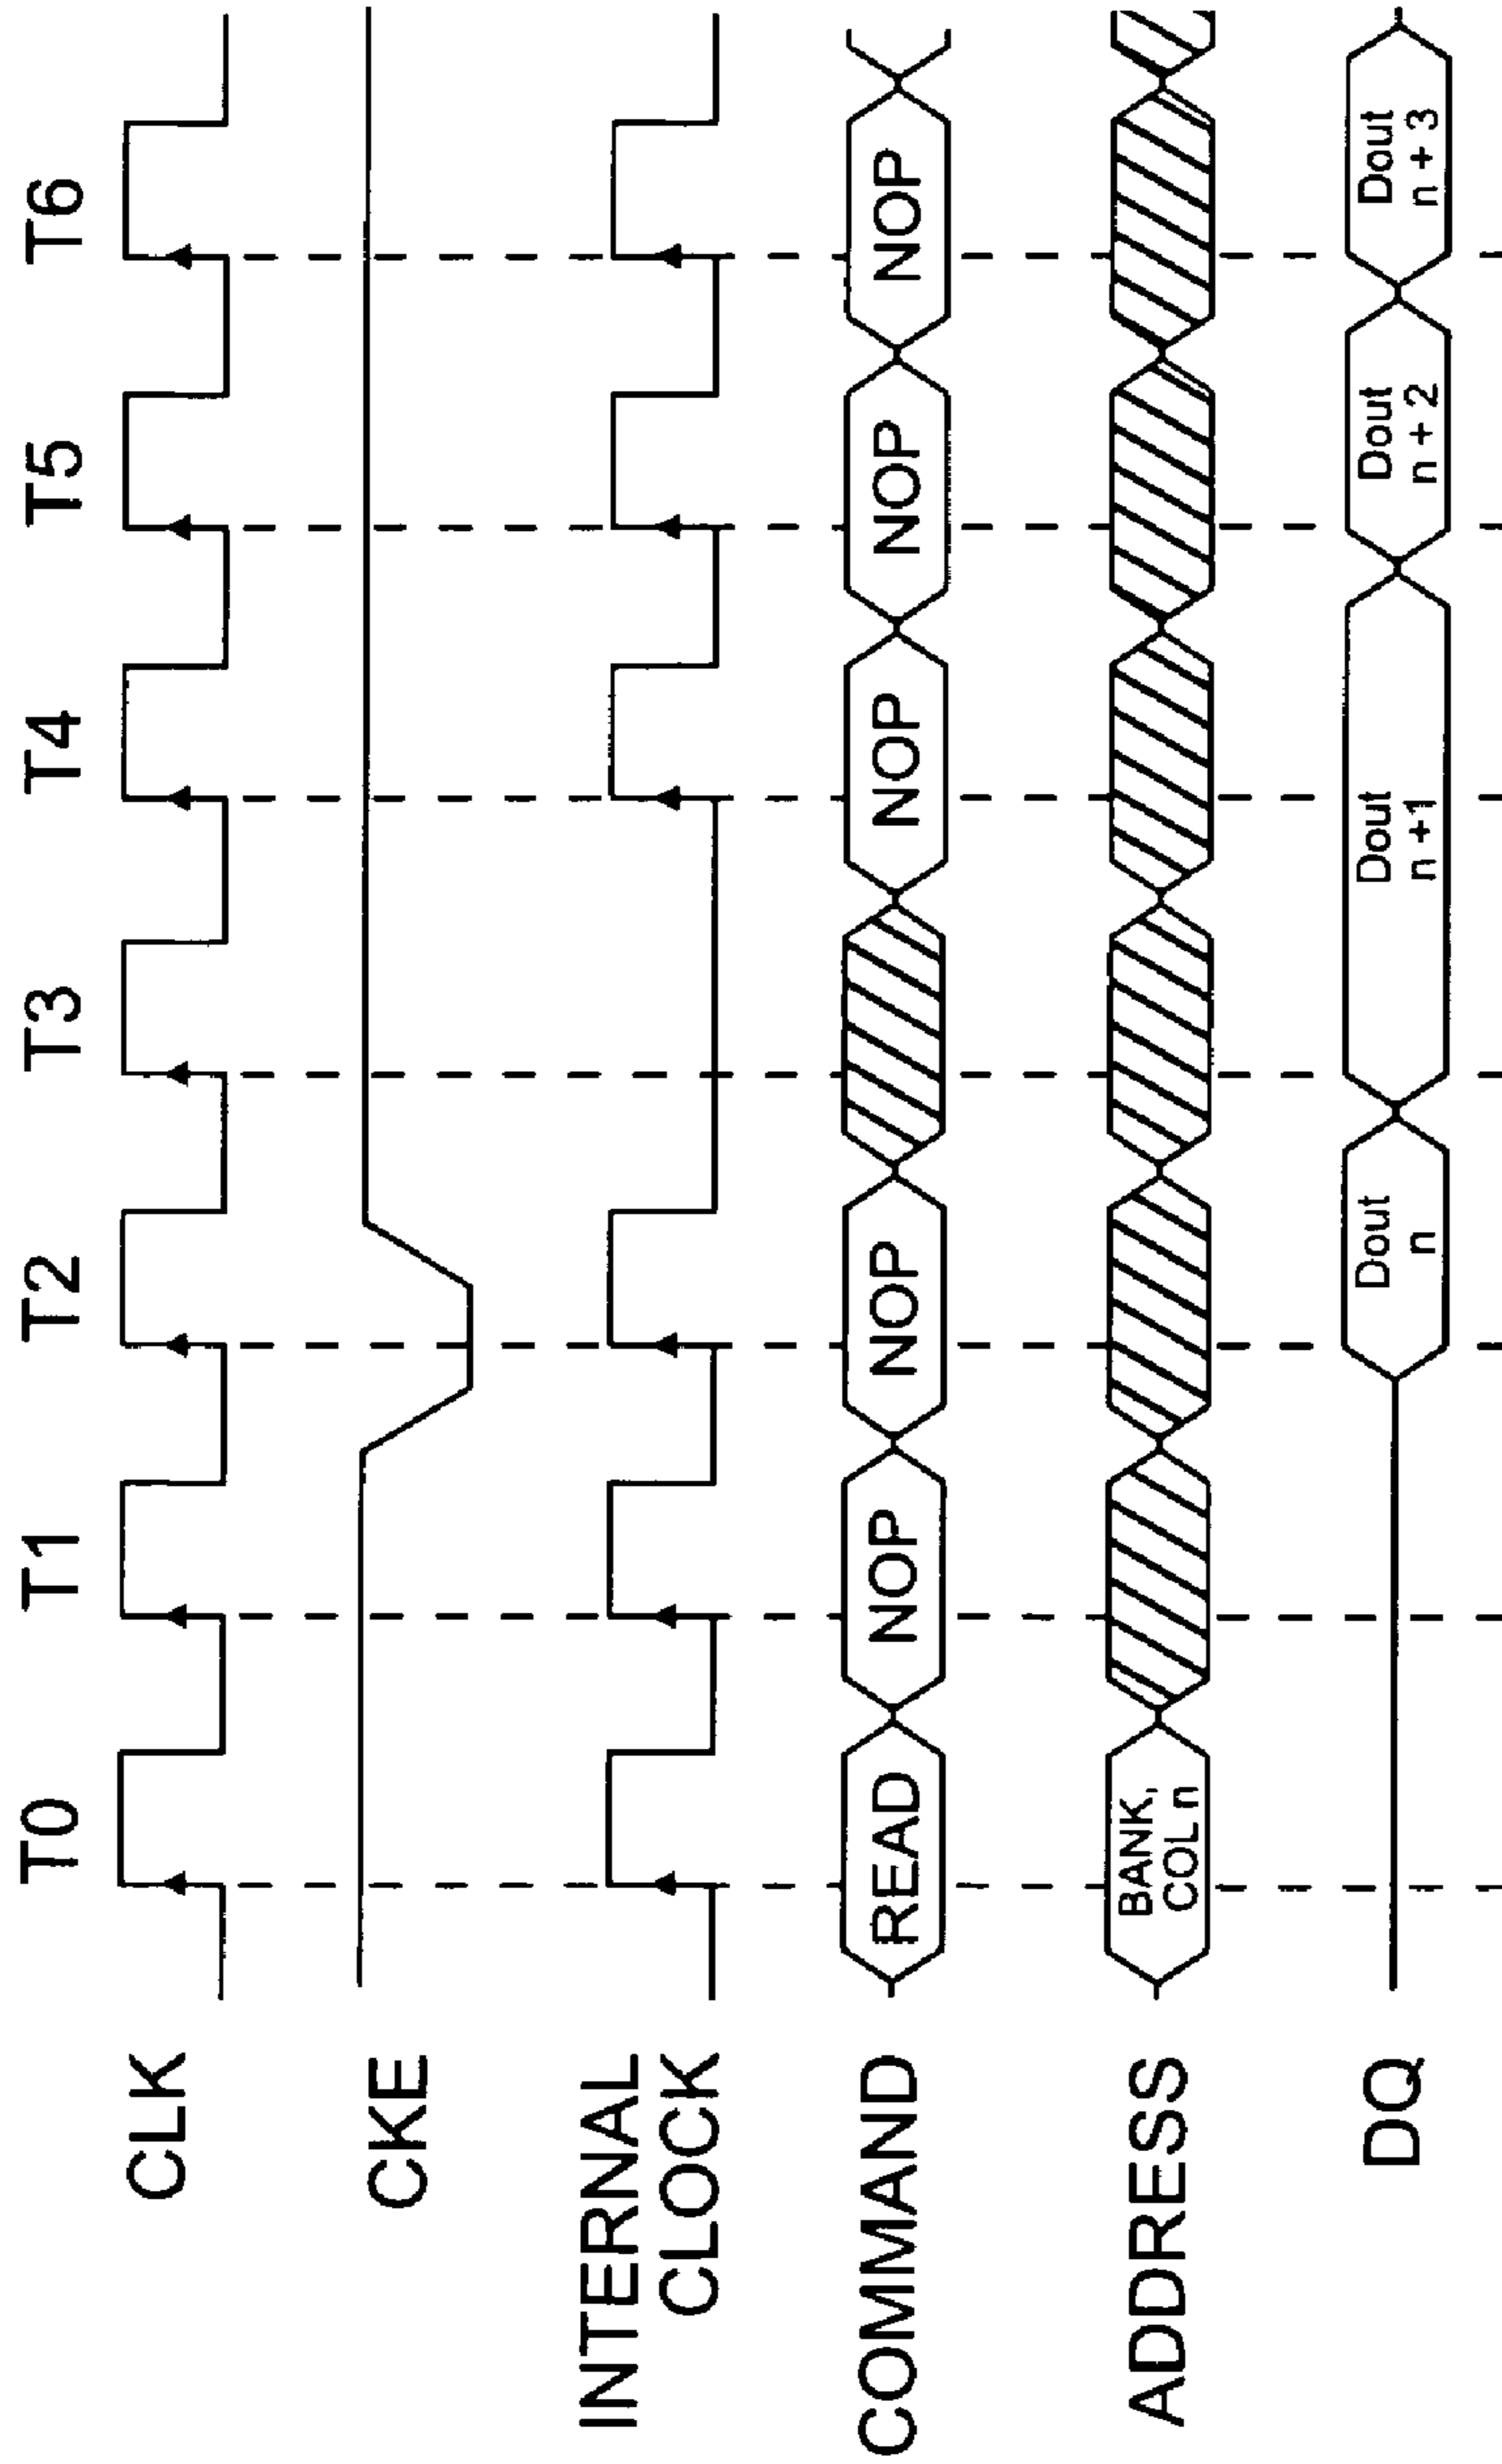 T0 T1 T2 T3 T4 T5 T6
CLK
CKE
INTERNAL
CLOCK
COMMAND READ NOP NOP NOP NOP NOP
ADDRESS BANK,
COL n
DQ Dout Dout Dout Dout
n n +1 n + 2 n + 3